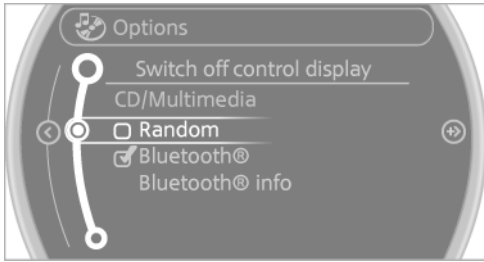 Options
Switch off control display
CD/Multimedia
Random
Bluetooth®
Bluetooth® info